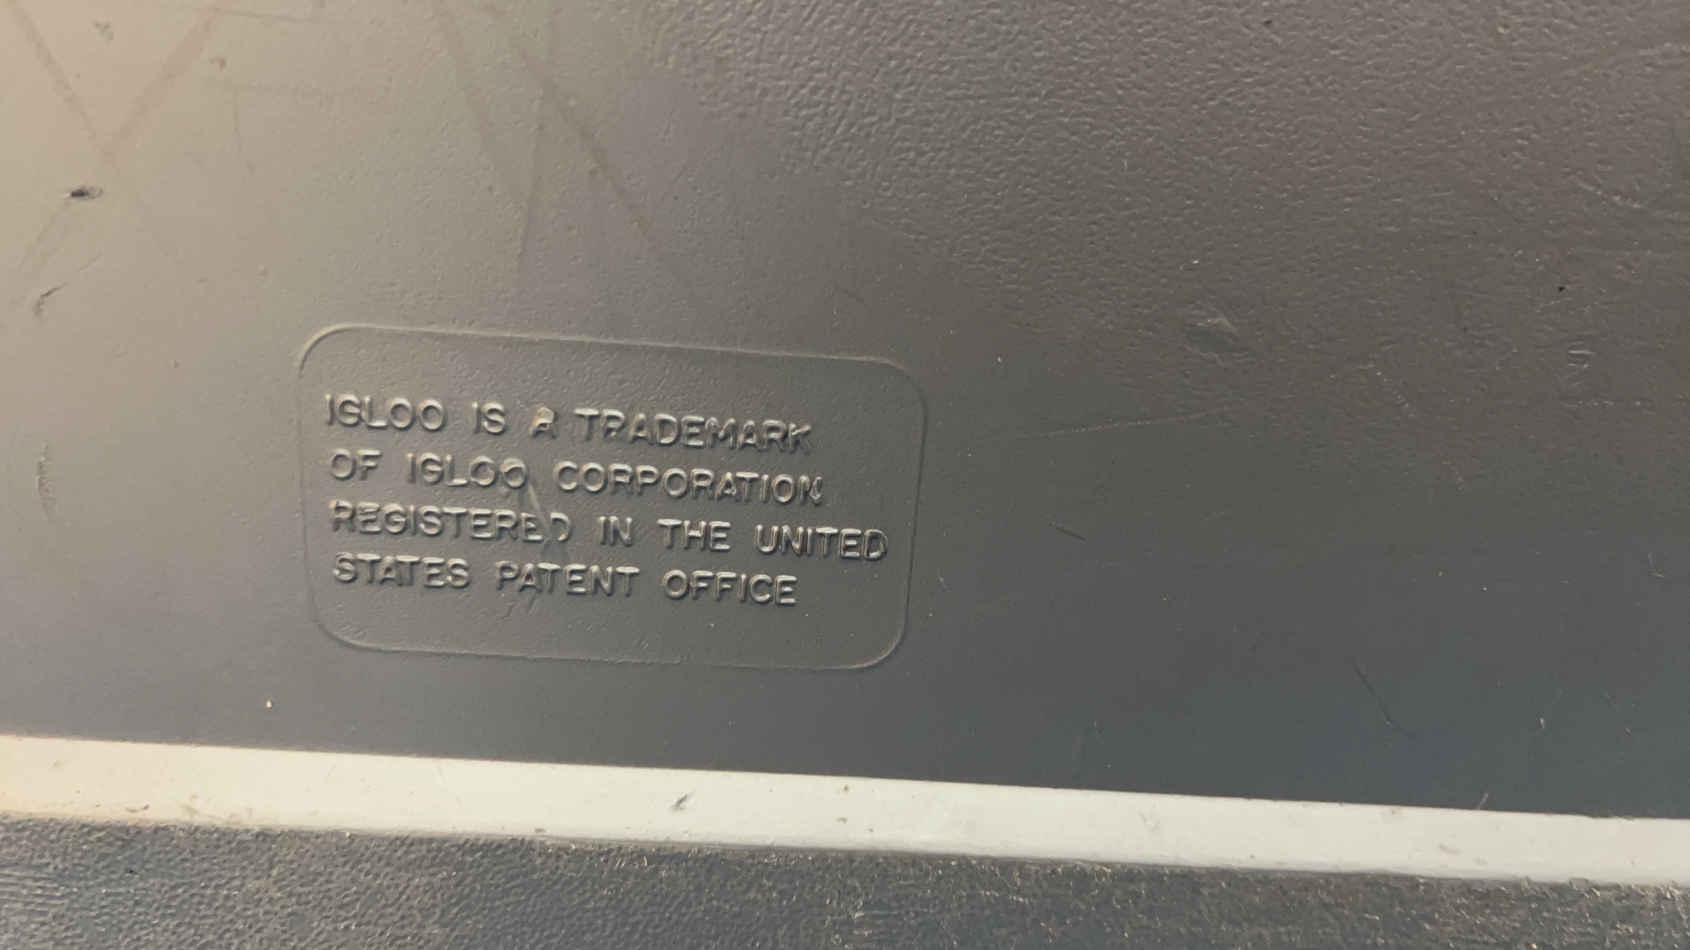 IGLOO IS A TRADEMARK
OF IGLOO CORPORATION
REGISTERED IN THE UNITED
STATES PATENT OFFICE